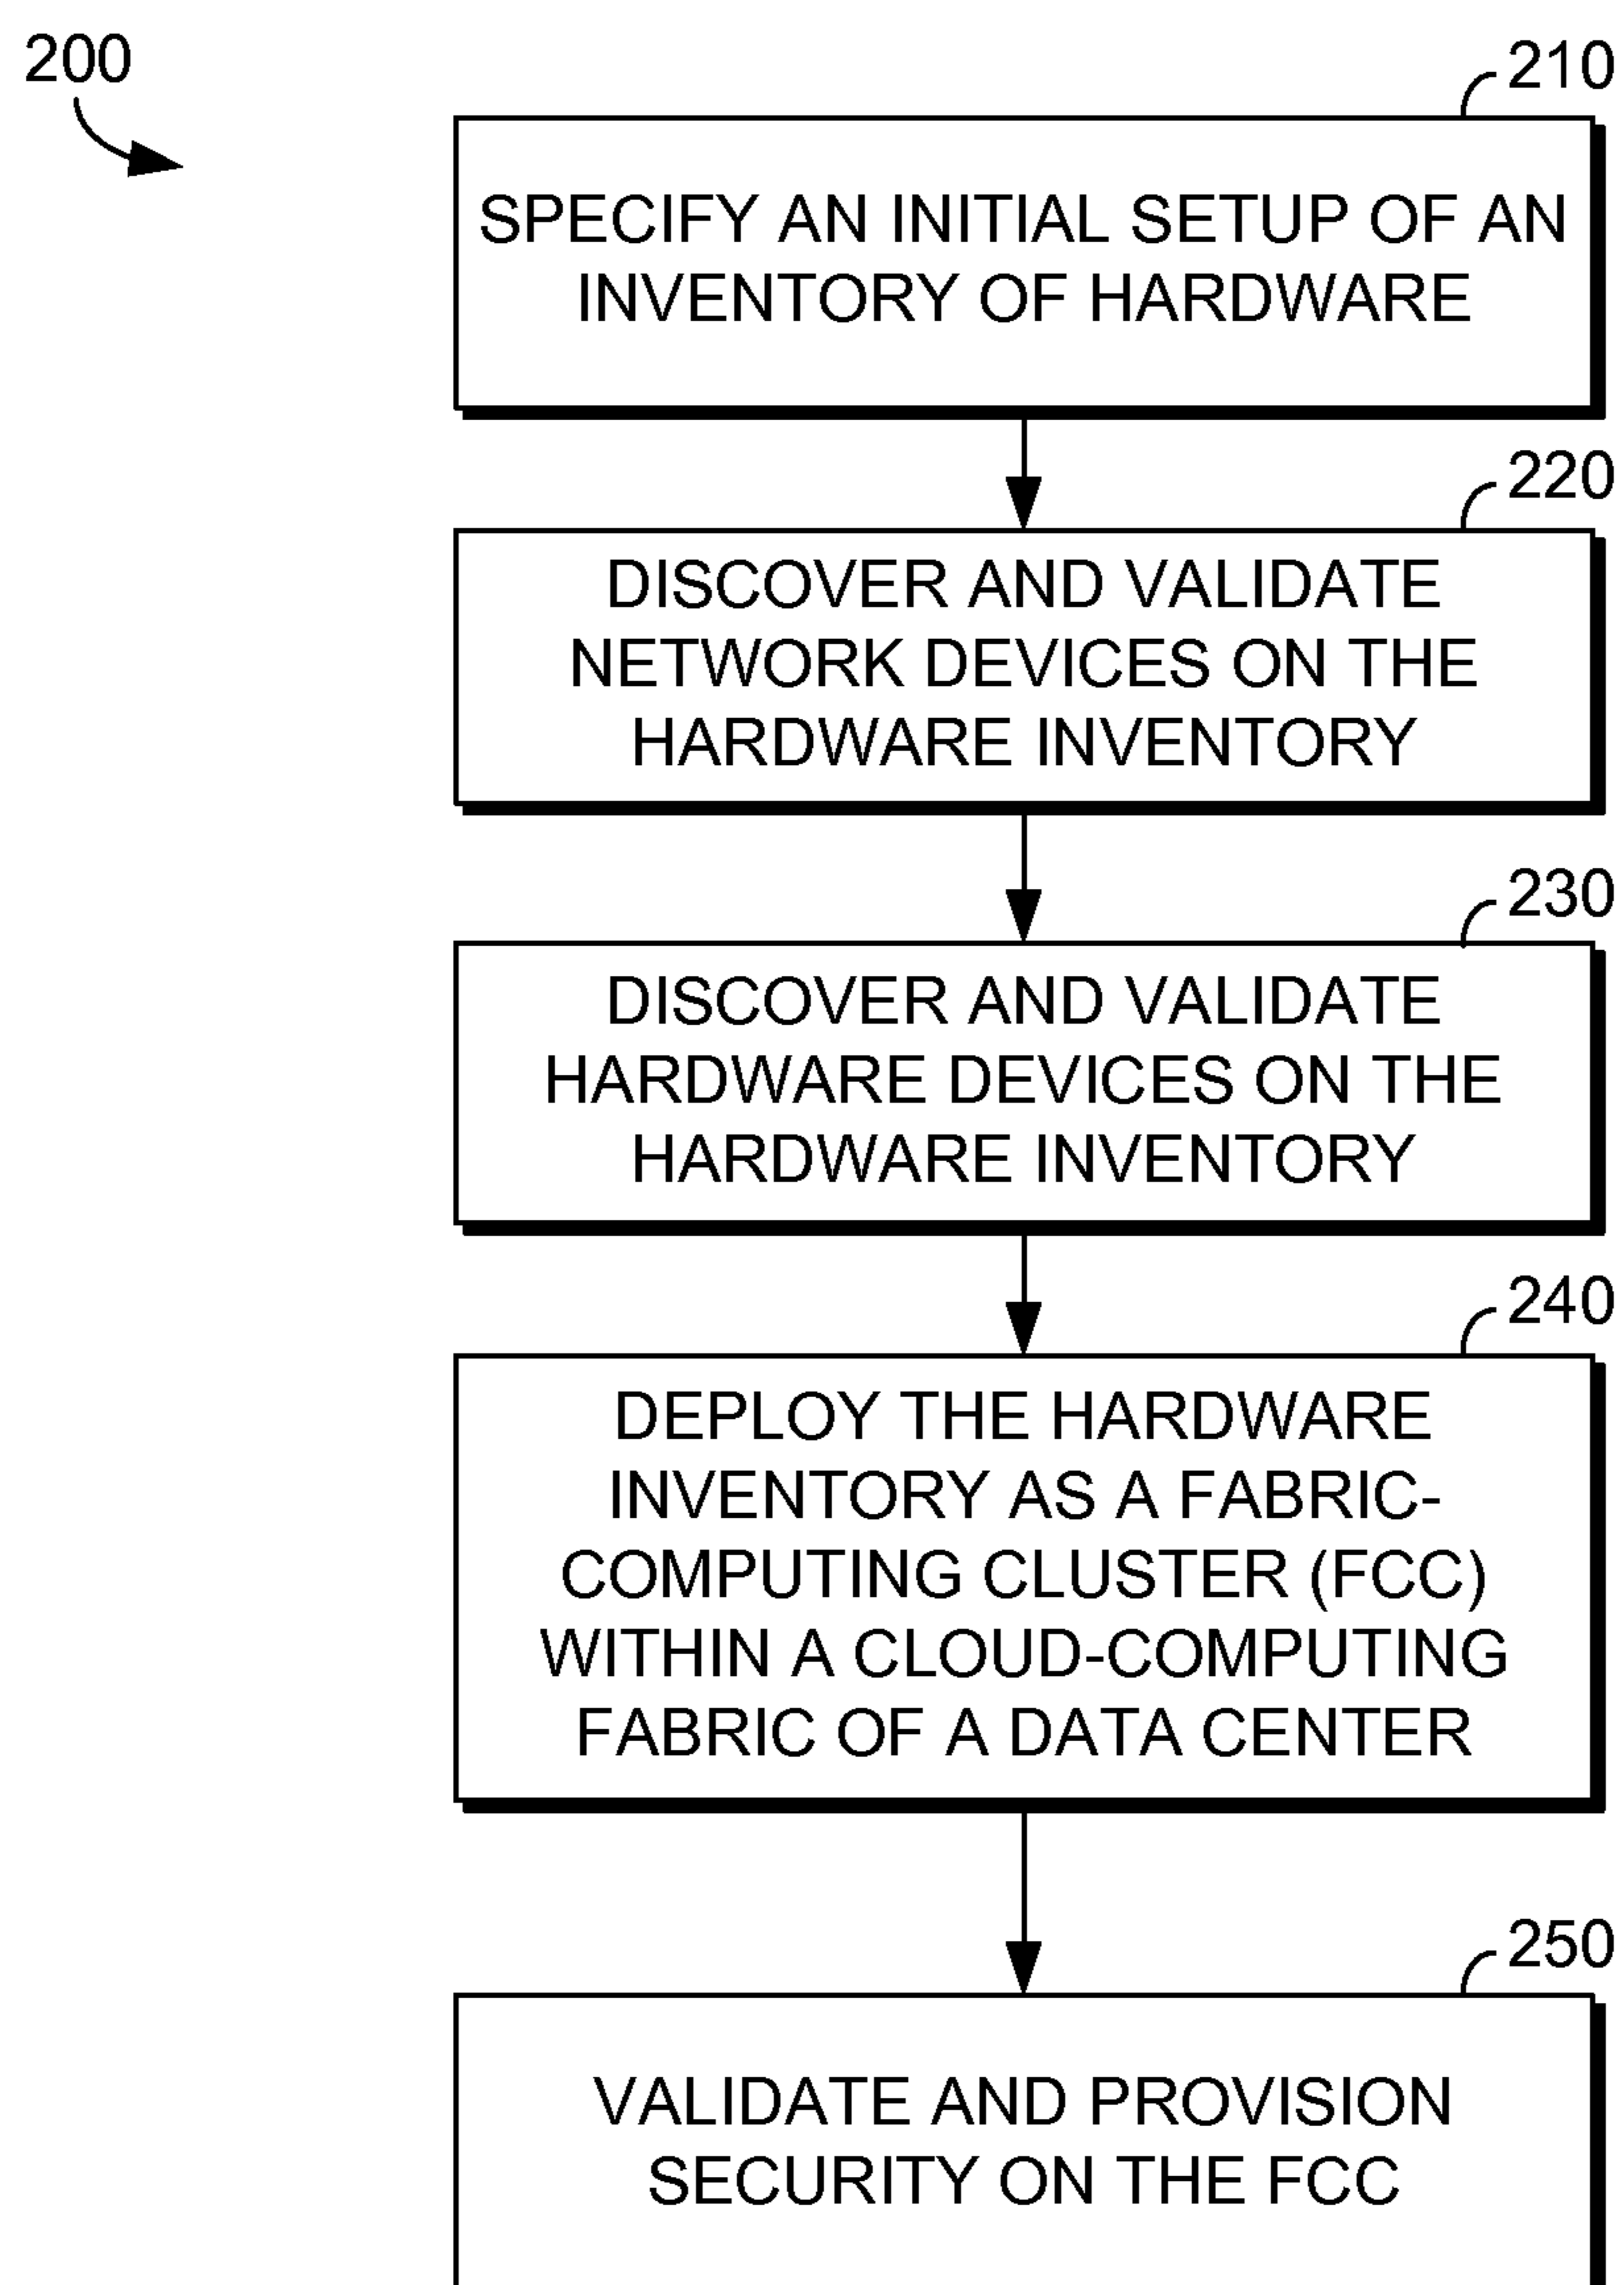 200
210
SPECIFY AN INITIAL SETUP OF AN
INVENTORY OF HARDWARE
220
DISCOVER AND VALIDATE
NETWORK DEVICES ON THE
HARDWARE INVENTORY
230
DISCOVER AND VALIDATE
HARDWARE DEVICES ON THE
HARDWARE INVENTORY
240
DEPLOY THE HARDWARE
INVENTORY AS A FABRIC-
COMPUTING CLUSTER (FCC)
WITHIN A CLOUD-COMPUTING
FABRIC OF A DATA CENTER
250
VALIDATE AND PROVISION
SECURITY ON THE FCC